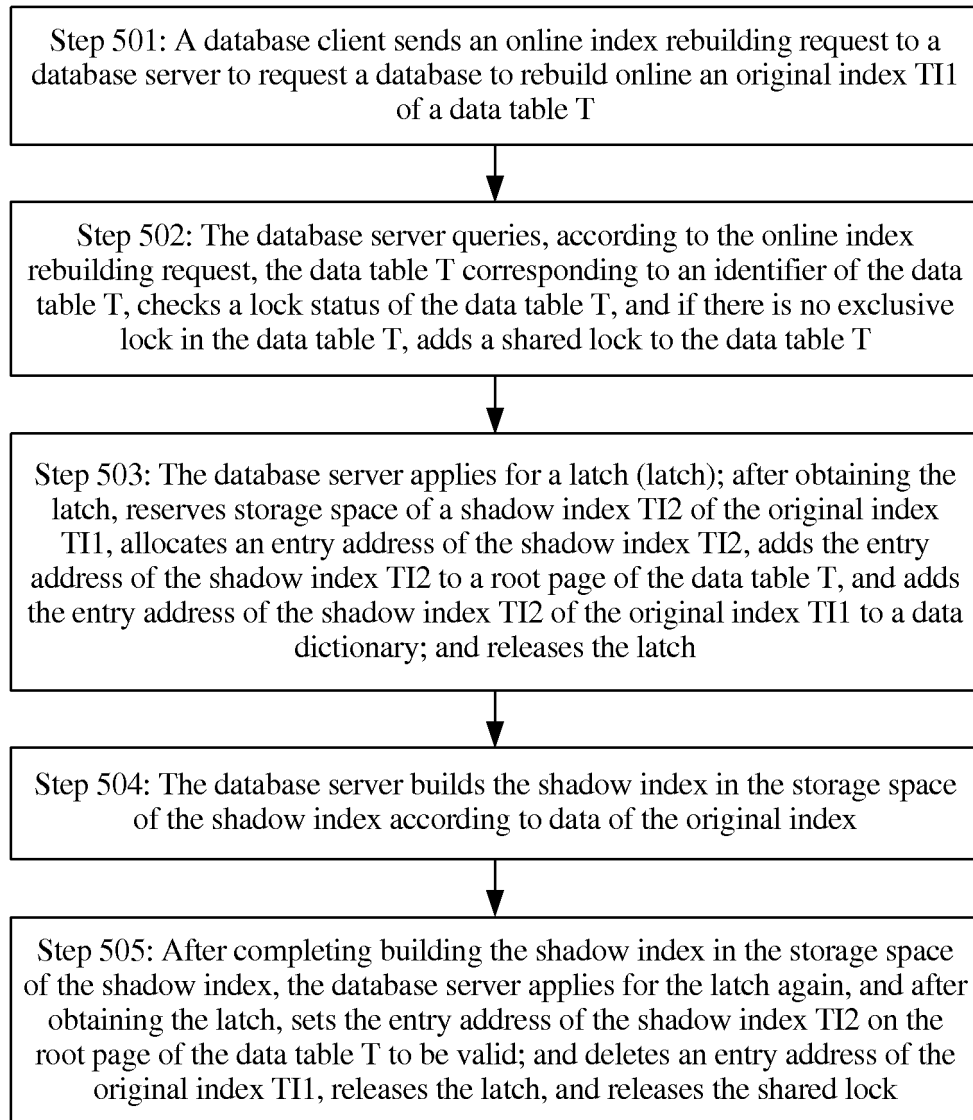 Step 501: A database client sends an online index rebuilding request to a
database server to request a database to rebuild online an original index TI1
of a data table T
Step 502: The database server queries, according to the online index
rebuilding request, the data table T corresponding to an identifier of the data
table T, checks a lock status of the data table T, and if there is no exclusive
lock in the data table T, adds a shared lock to the data table T
Step 503: The database server applies for a latch (latch); after obtaining the
latch, reserves storage space of a shadow index TI2 of the original index
TI1, allocates an entry address of the shadow index TI2, adds the entry
address of the shadow index TI2 to a root page of the data table T, and adds
the entry address of the shadow index TI2 of the original index TI1 to a data
dictionary; and releases the latch
Step 504: The database server builds the shadow index in the storage space
of the shadow index according to data of the original index
Step 505: After completing building the shadow index in the storage space
of the shadow index, the database server applies for the latch again, and after
obtaining the latch, sets the entry address of the shadow index TI2 on the
root page of the data table T to be valid; and deletes an entry address of the
original index TI1, releases the latch, and releases the shared lock